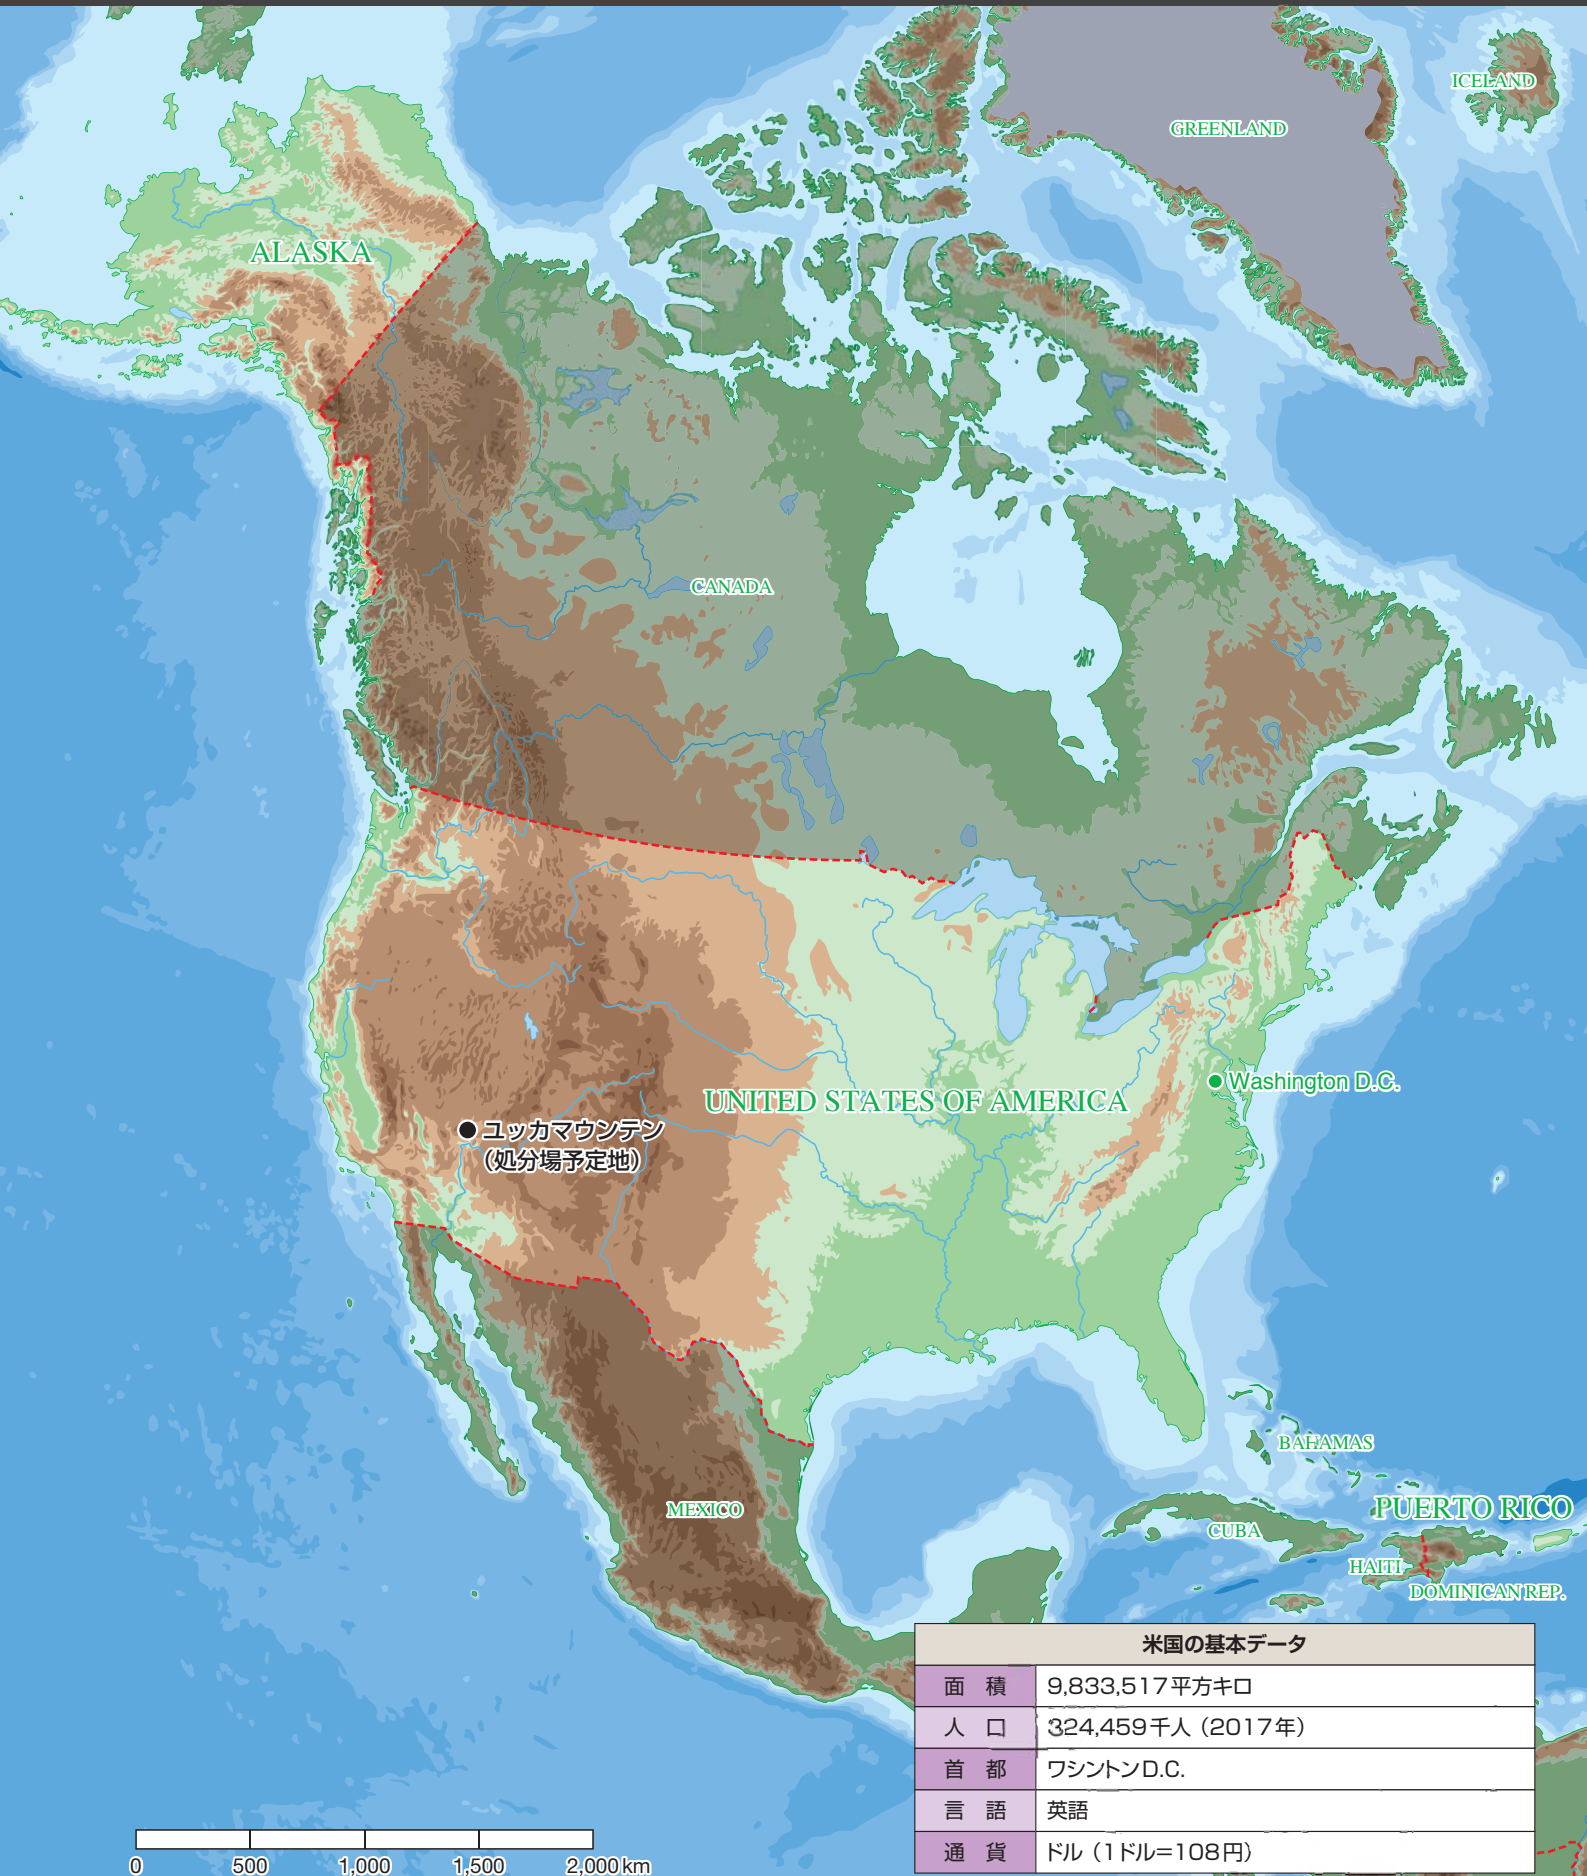 ICELAND
GREENLAND
ALASKA
CANADA
Washington D.C.
UNITED STATES OF AMERICA
ユッカマウンテン
(処分場予定地)
BAHAMAS
MEXICO
PUERTO RICO
CUBA
HAITI
DOMINICAN REP.
米国の基本データ
面 積 9,833,517平方キロ
人 口 324,459千人（2017年）
首 都 ワシントンD.C.
言 語 英語
通 貨 ドル（1ドル=108円）
0 500 1,000 1,500 2,000km